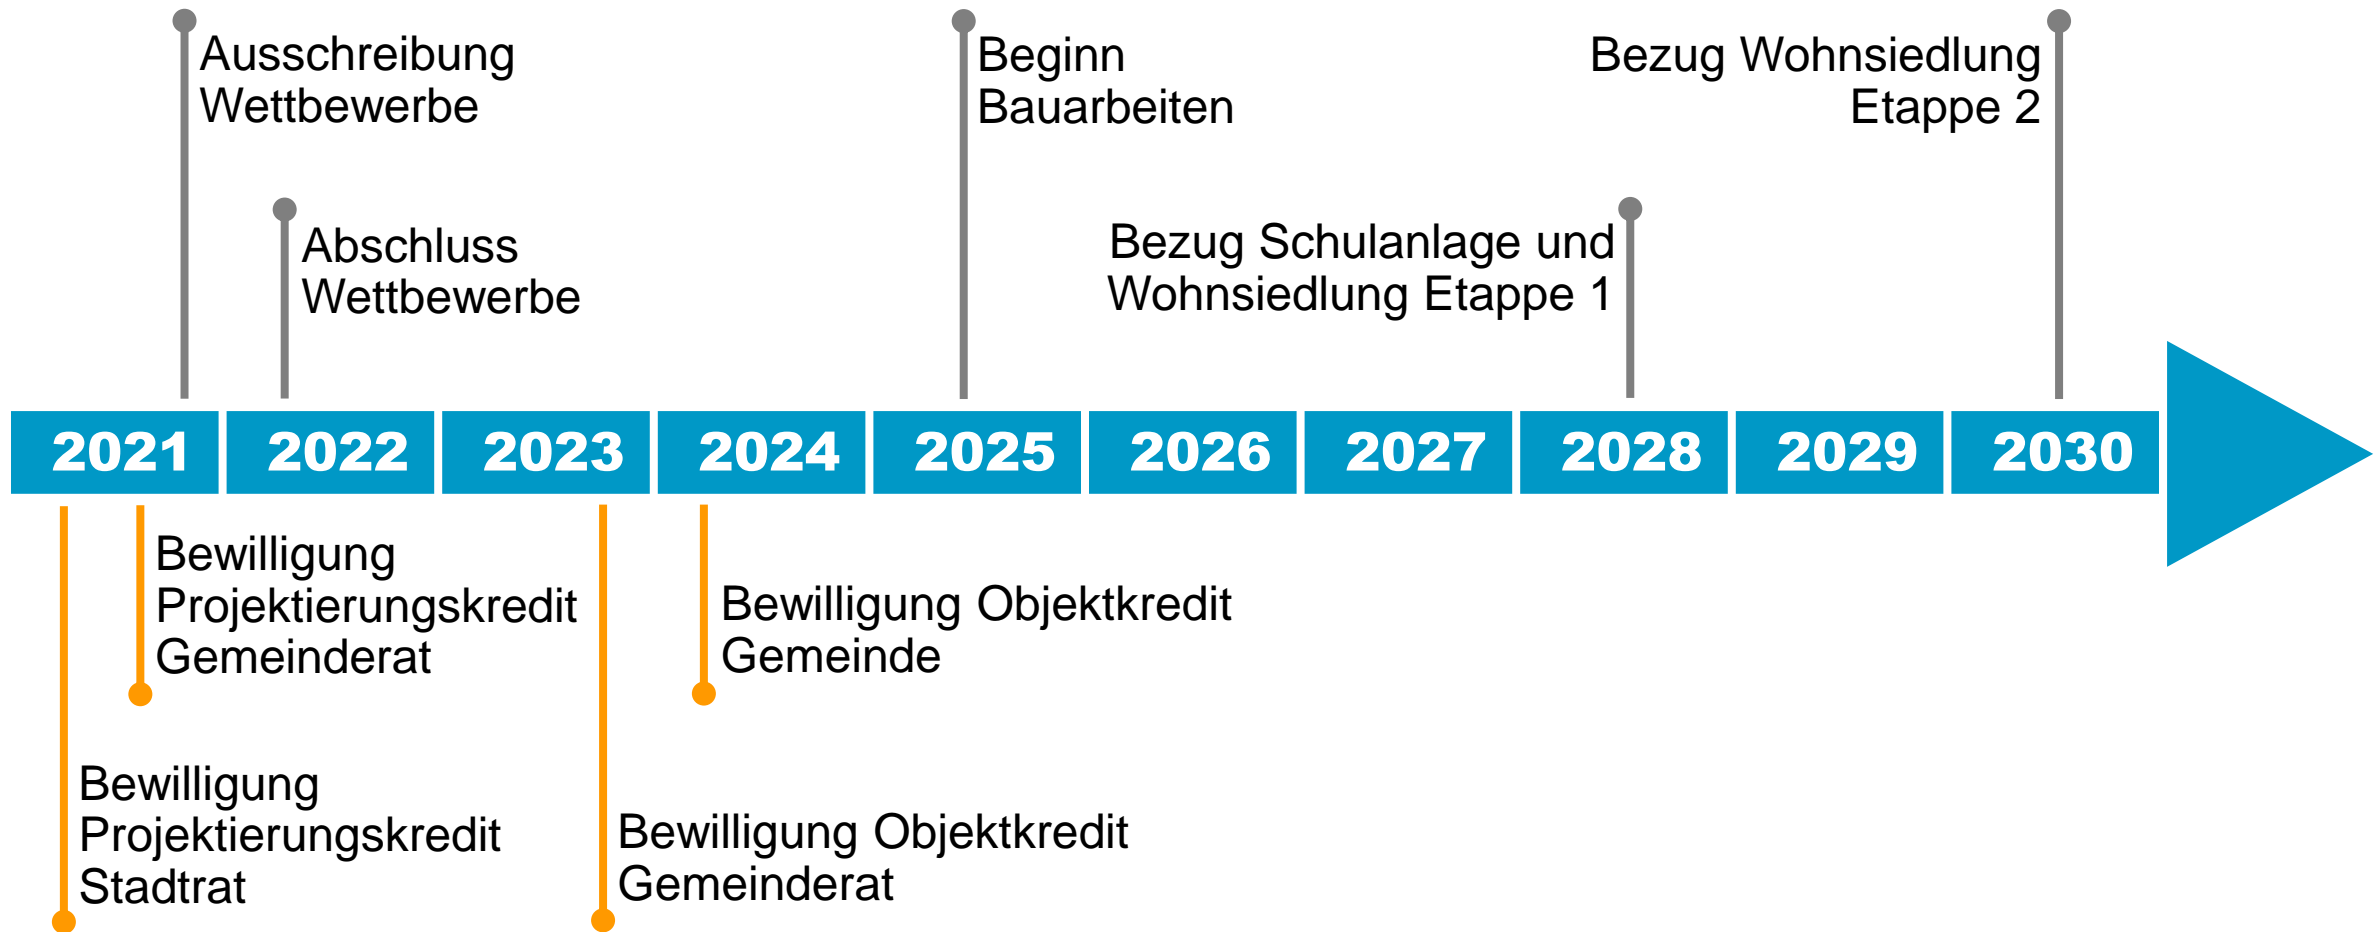 Ausschreibung
Wettbewerbe
Abschluss
Wettbewerbe
Beginn
Bauarbeiten
Bezug Schulanlage und
Wohnsiedlung Etappe 1
Bezug Wohnsiedlung
Etappe 2
2021 2022 2023 2024 2025 2026 2027 2028 2029 2030
Bewilligung
Projektierungskredit
Gemeinderat
Bewilligung
Projektierungskredit
Stadtrat
Bewilligung Objektkredit
Gemeinde
Bewilligung Objektkredit
Gemeinderat